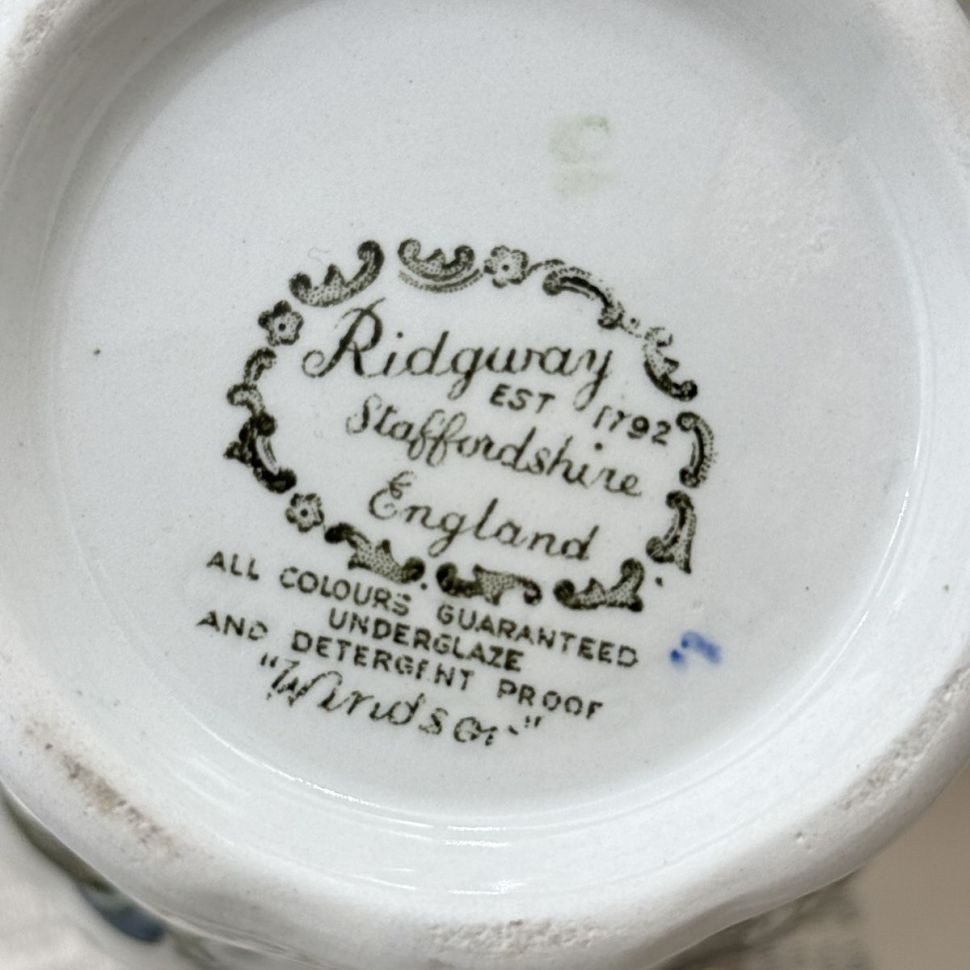 Ridgway
EST 1792
Staffordshire
England
ALL COLOURS GUARANTEED
UNDERGLAZE
AND DETERGENT PROOF
"Windsor"